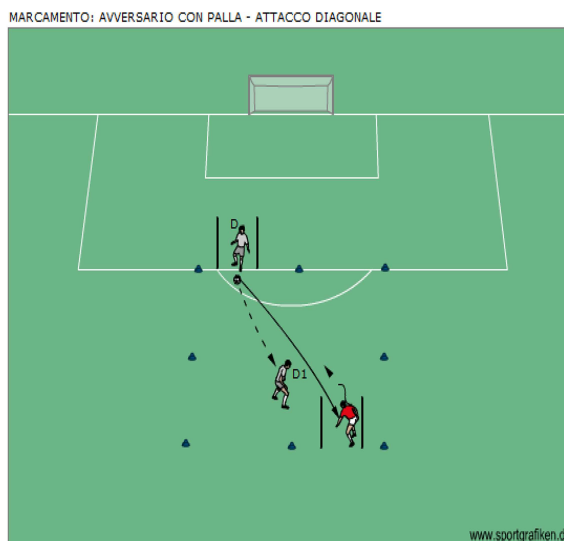 MARCAMENTO: AVVERSARIO CON PALLA - ATTACCO DIAGONALE
D
D1
www.sportgrafiken.d